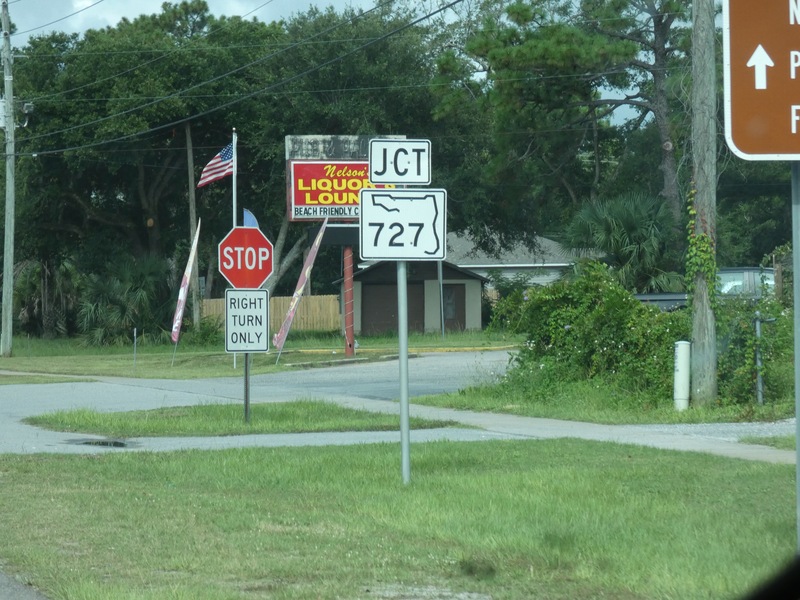 Nelson's
LIQUOR &
LOUN
BEACH FRIENDLY C
JCT
727
STOP
RIGHT
TURN
ONLY
N
P
F